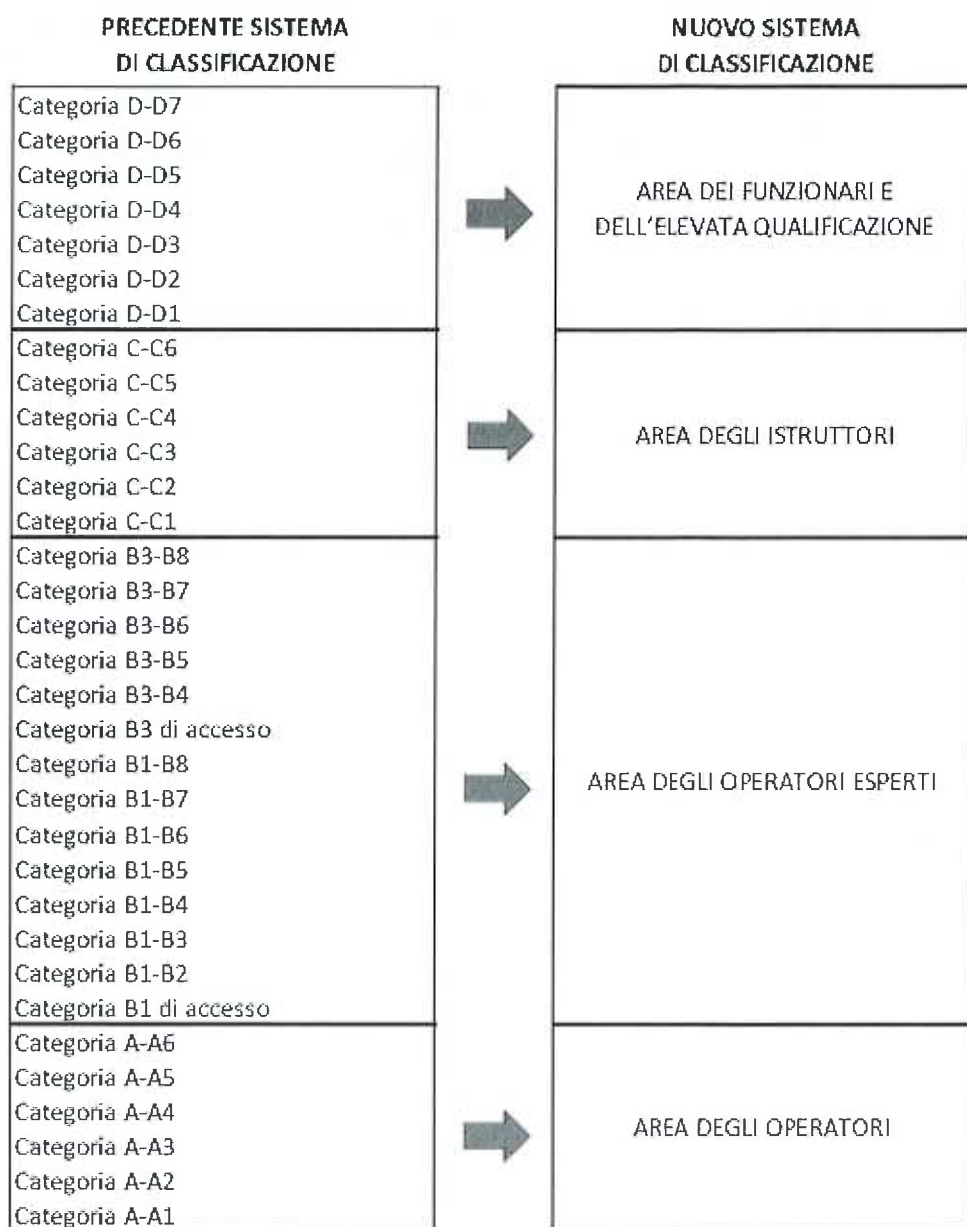 PRECEDENTE SISTEMA
DI CLASSIFICAZIONE
NUOVO SISTEMA
DI CLASSIFICAZIONE
Categoria D-D7
Categoria D-D6
Categoria D-D5
Categoria D-D4
Categoria D-D3
Categoria D-D2
Categoria D-D1
AREA DEI FUNZIONARI E
DELL'ELEVATA QUALIFICAZIONE
Categoria C-C6
Categoria C-C5
Categoria C-C4
Categoria C-C3
Categoria C-C2
Categoria C-C1
AREA DEGLI ISTRUTTORI
Categoria B3-B8
Categoria B3-B7
Categoria B3-B6
Categoria B3-B5
Categoria B3-B4
Categoria B3 di accesso
Categoria B1-B8
Categoria B1-B7
Categoria B1-B6
Categoria B1-B5
Categoria B1-B4
Categoria B1-B3
Categoria B1-B2
Categoria B1 di accesso
AREA DEGLI OPERATORI ESPERTI
Categoria A-A6
Categoria A-A5
Categoria A-A4
Categoria A-A3
Categoria A-A2
Categoria A-A1
AREA DEGLI OPERATORI